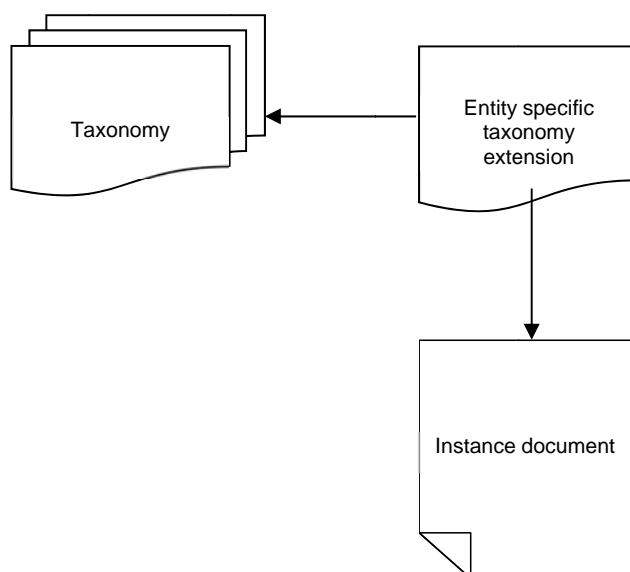 Taxonomy
Entity specific
taxonomy
extension
Instance document